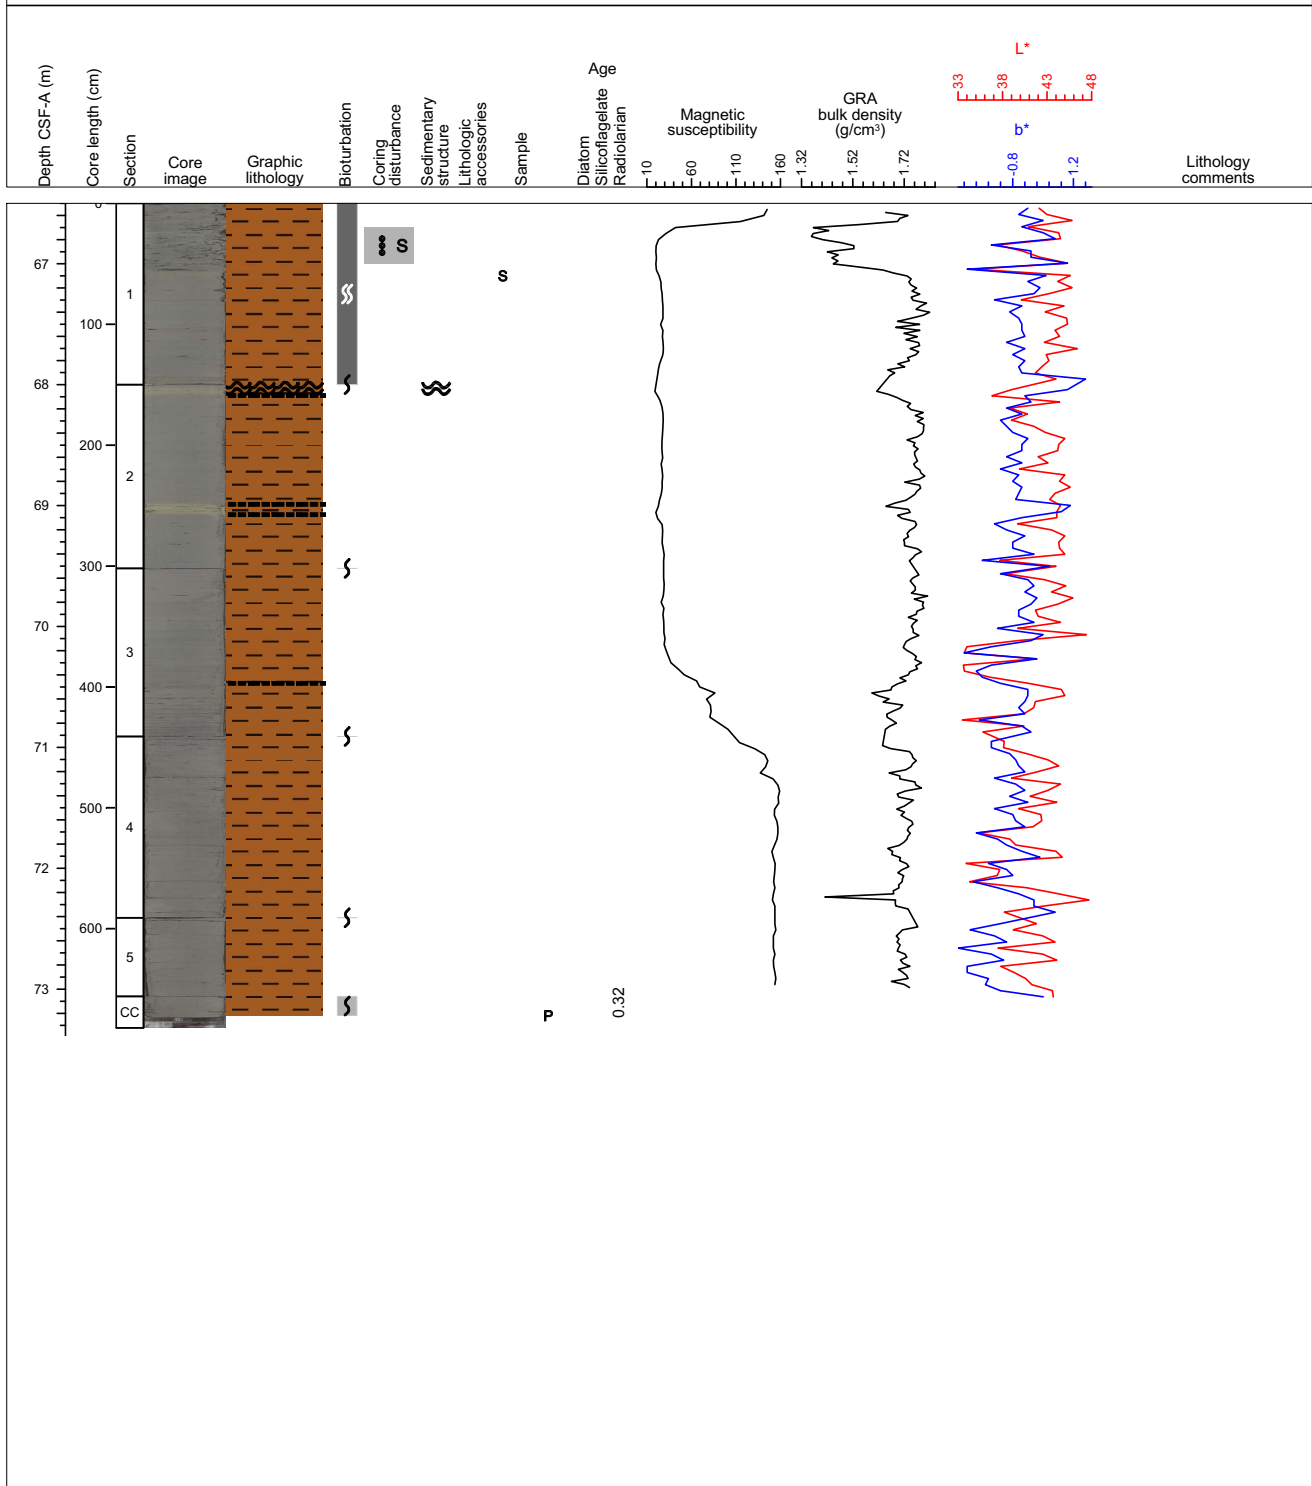 Depth CSF-A (m)
Core length (cm)
Section
Core
image
Graphic
lithology
Bioturbation
Coring
disturbance
Sedimentary
structure
Lithologic
accessories
Sample
Age
Diatom
Silicoflagelate
Radiolarian
Magnetic
susceptibility
10 60 110 160
GRA
bulk density
(g/cm³)
1.32 1.52 1.72
L*
33 38 43 48
b*
-0.8 1.2
Lithology
comments
0
67
100
68
200
69
300
70
400
71
500
72
600
73
1
2
3
4
5
CC
S
S
P
0.32